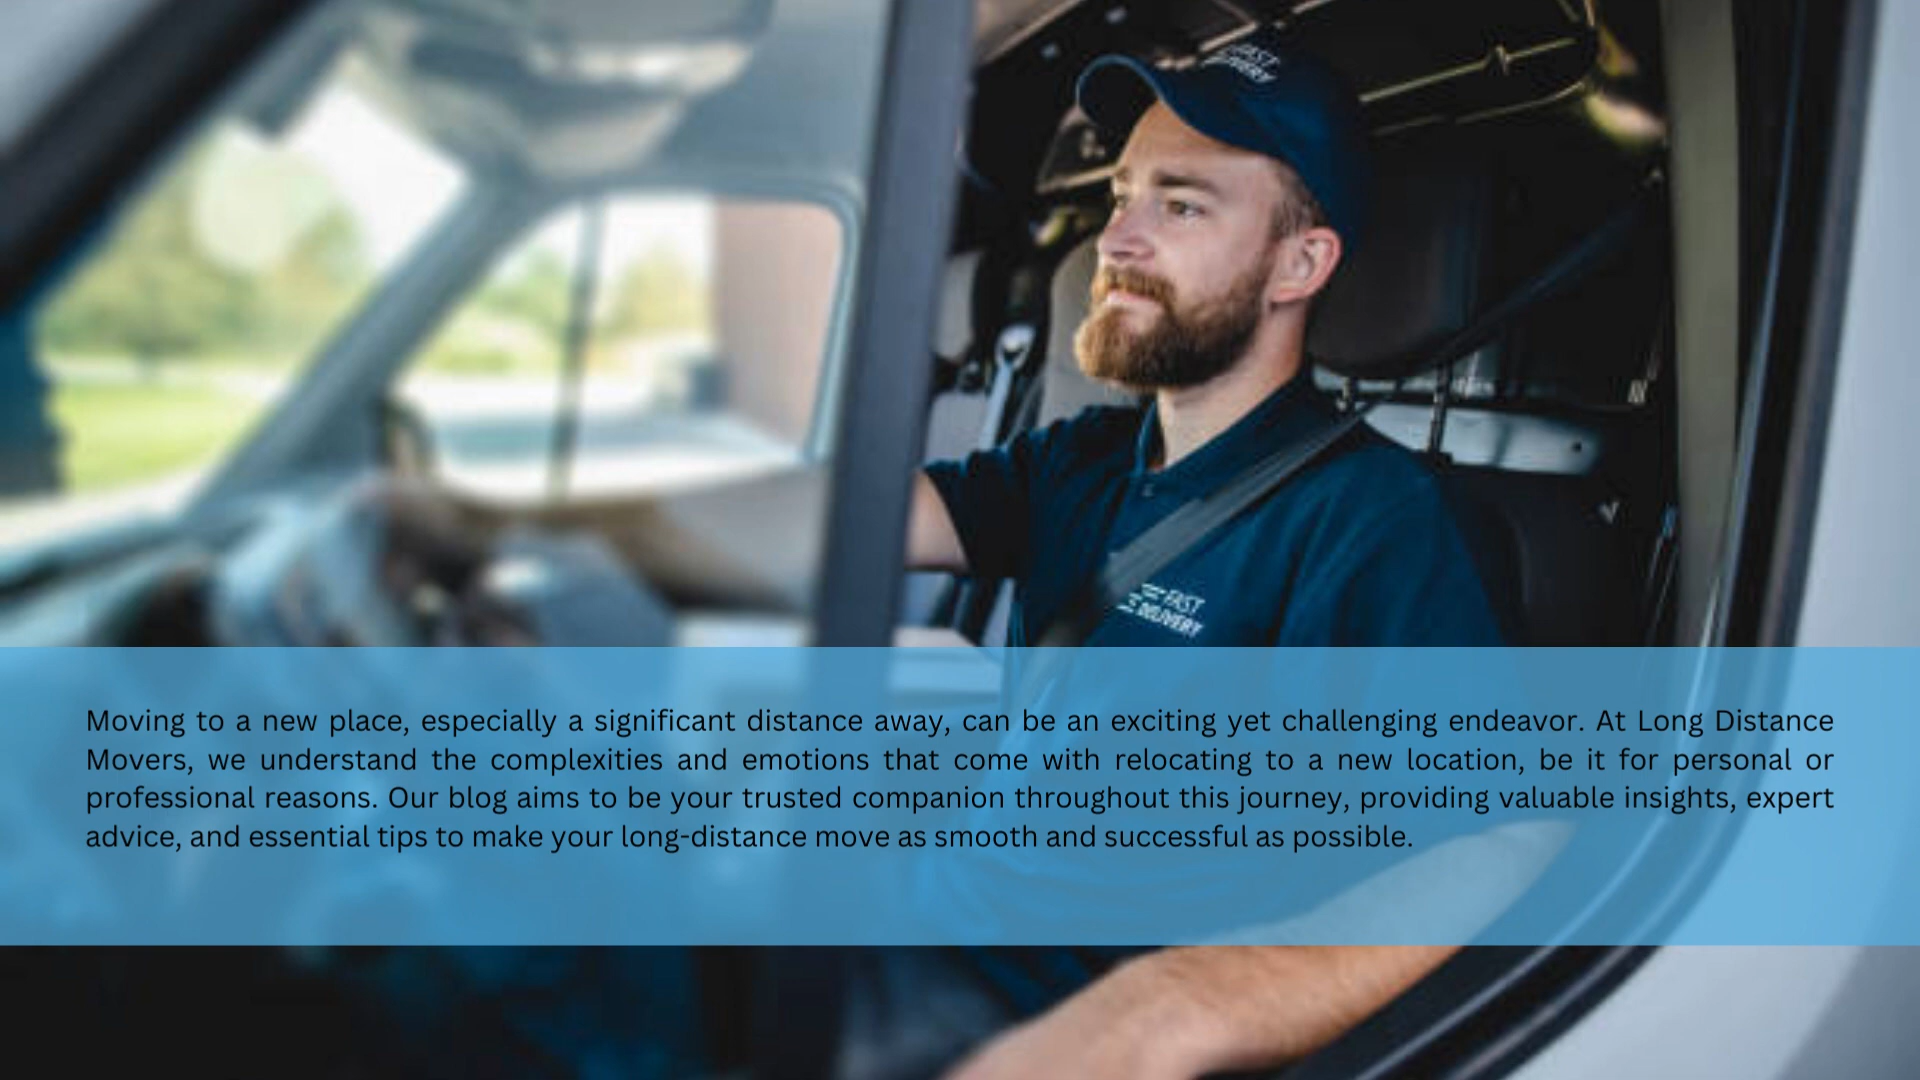 FAST
DELIVERY
FAST
DELIVERY
Moving to a new place, especially a significant distance away, can be an exciting yet challenging endeavor. At Long Distance
Movers, we understand the complexities and emotions that come with relocating to a new location, be it for personal or
professional reasons. Our blog aims to be your trusted companion throughout this journey, providing valuable insights, expert
advice, and essential tips to make your long-distance move as smooth and successful as possible.